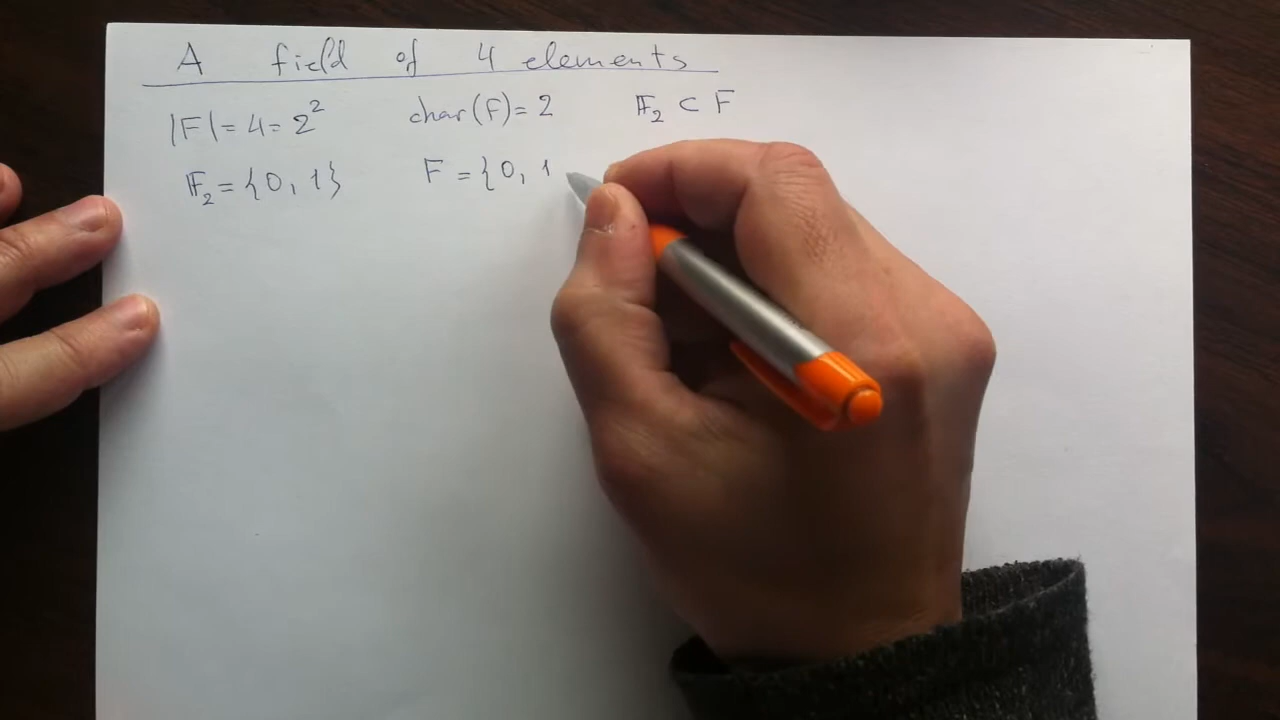 A field of 4 elements
|F| = 4 = 2² char(F) = 2 𝔽₂ ⊂ F
𝔽₂ = {0, 1} F = {0, 1